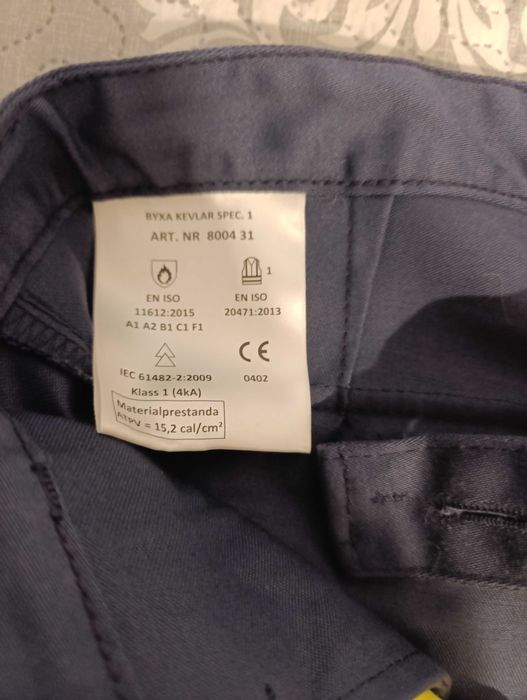 BYXA KEVLAR SPEC. 1
ART. NR 8004 31
1
EN ISO
11612:2015
A1 A2 B1 C1 F1
EN ISO
20471:2013
IEC 61482-2:2009
Klass 1 (4kA)
CE
0402
Materialprestanda
ATPV = 15,2 cal/cm²